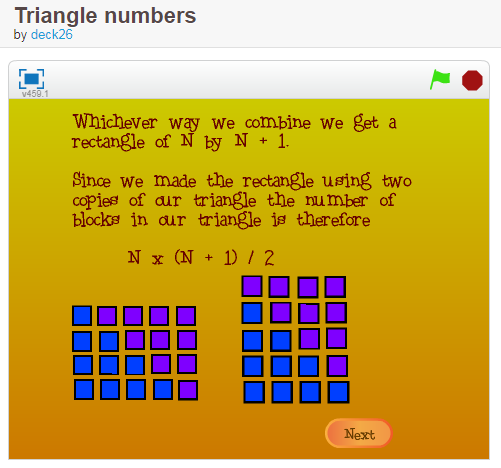 Triangle numbers
by deck26
v459.1
Whichever way we combine we get a
rectangle of N by N + 1.
Since we made the rectangle using two
copies of our triangle the number of
blocks in our triangle is therefore
N x (N + 1) / 2
Next